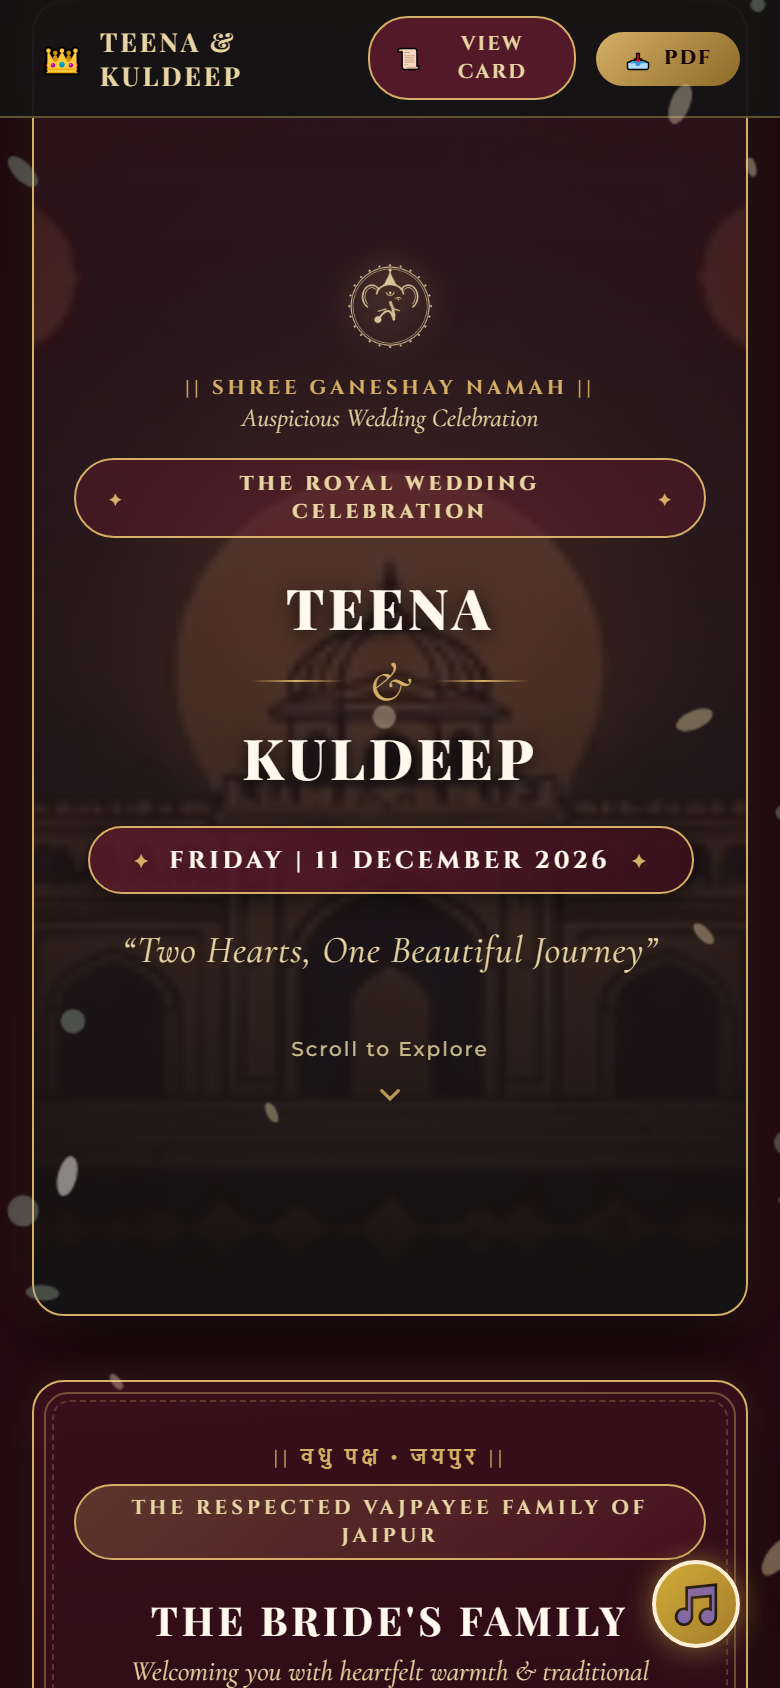 TEENA &
KULDEEP
VIEW
CARD
PDF
|| SHREE GANESHAY NAMAH ||
Auspicious Wedding Celebration
THE ROYAL WEDDING
CELEBRATION
TEENA
&
KULDEEP
FRIDAY | 11 DECEMBER 2026
“Two Hearts, One Beautiful Journey”
Scroll to Explore
|| वधु पक्ष • जयपुर ||
THE RESPECTED VAJPAYEE FAMILY OF
JAIPUR
THE BRIDE'S FAMILY
Welcoming you with heartfelt warmth & traditional